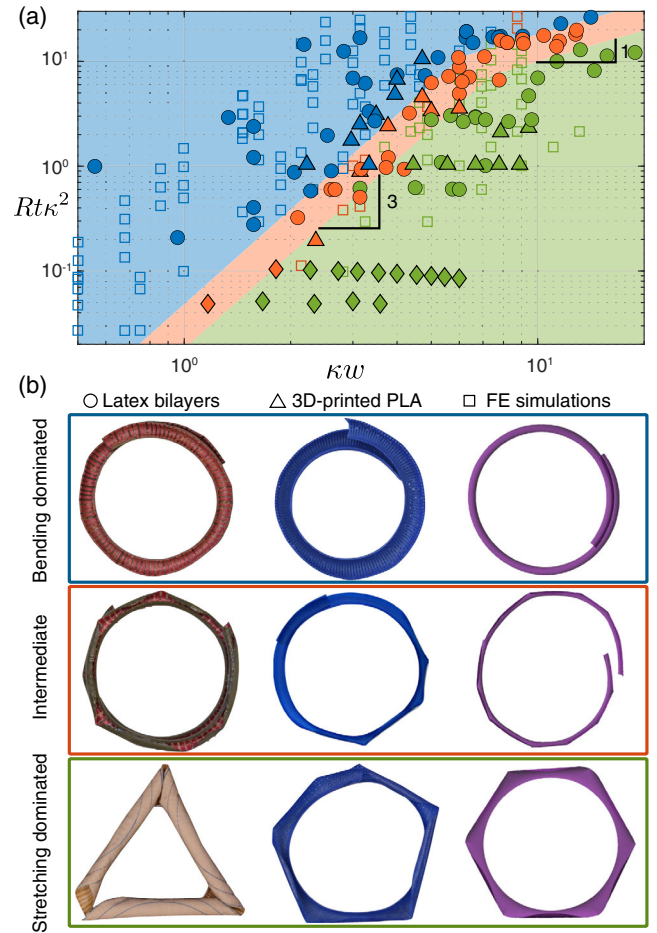 (a)
10¹
10⁰
10⁻¹
Rtκ²
1
3
10⁰
κw
10¹
(b)
Latex bilayers
3D-printed PLA
FE simulations
Bending dominated
Intermediate
Stretching dominated